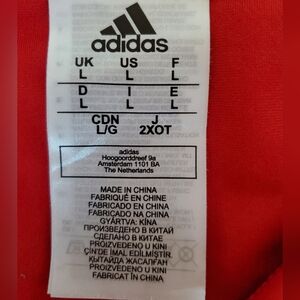 adidas
UK US F
L L L
D I E
L L L
CDN J
L/G 2XOT
adidas
Hoogoorddreef 9a
Amsterdam 1101 BA
The Netherlands
MADE IN CHINA
FABRIQUÉ EN CHINE
FABRICADO EN CHINA
FABRICADO NA CHINA
GYÁRTVA: KÍNA
ПРОИЗВЕДЕНО В КИТАЙ
СДЕЛАНО В КИТАЕ
PROIZVEDENO U KINI
ÇİN'DE İMAL EDİLMİŞTİR.
ҚЫТАЙДА ЖАСАЛҒАН
PROIZVEDENO U KINI
FABRICAT ÎN CHINA